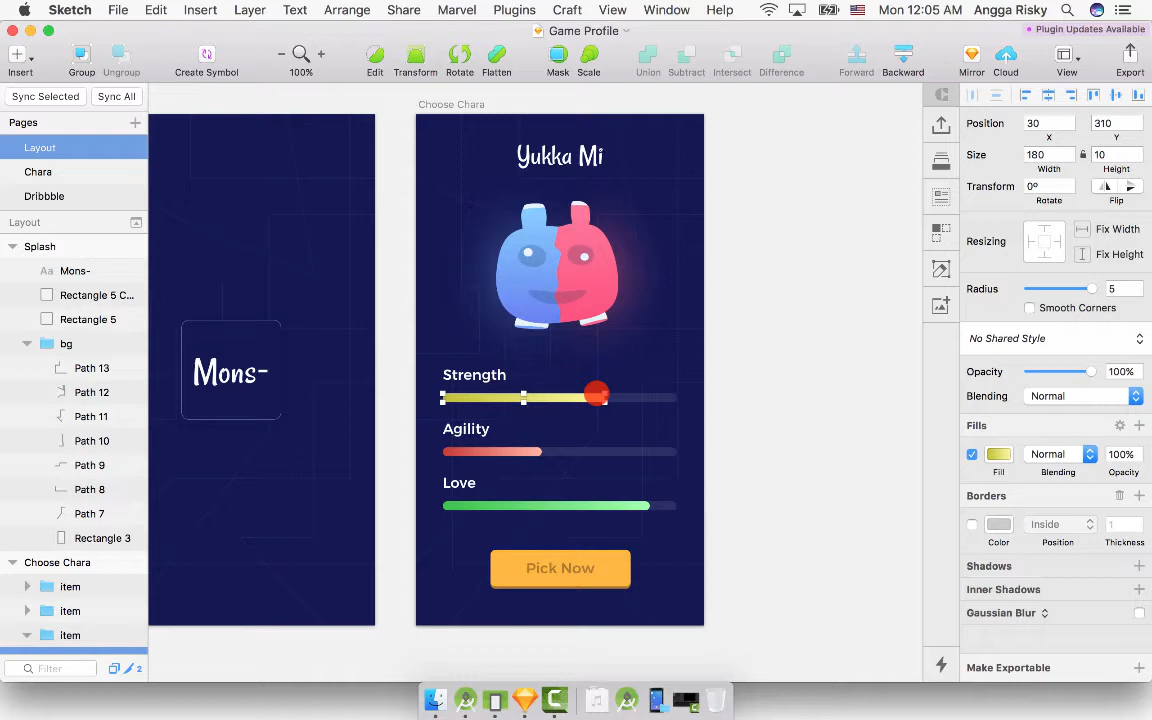 Sketch File Edit Insert Layer Text Arrange Share Marvel Plugins Craft View Window Help Mon 12:05 AM Angga Risky
Game Profile
Plugin Updates Available
Insert Group Ungroup Create Symbol 100% Edit Transform Rotate Flatten Mask Scale Union Subtract Intersect Difference Forward Backward Mirror Cloud View Export
Sync Selected Sync All
Pages
Layout
Chara
Dribbble
Layout
Splash
Aa Mons-
Rectangle 5 C...
Rectangle 5
bg
Path 13
Path 12
Path 11
Path 10
Path 9
Path 8
Path 7
Rectangle 3
Choose Chara
item
item
item
Filter
2
Mons-
Choose Chara
Yukka Mi
Strength
Agility
Love
Pick Now
Position 30 310
X Y
Size 180 10
Width Height
Transform 0º
Rotate Flip
Resizing Fix Width
Fix Height
Radius 5
Smooth Corners
No Shared Style
Opacity 100%
Blending Normal
Fills
Normal 100%
Fill Blending Opacity
Borders
Inside 1
Color Position Thickness
Shadows
Inner Shadows
Gaussian Blur
Make Exportable